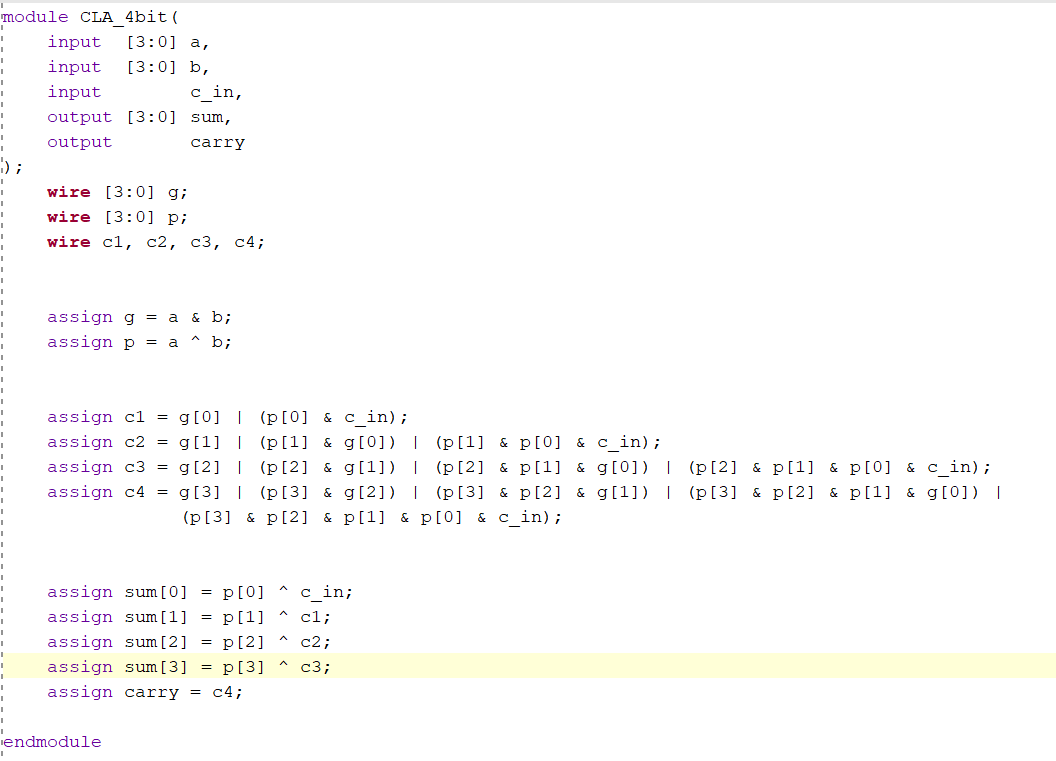 module CLA_4bit(
    input  [3:0] a,
    input  [3:0] b,
    input        c_in,
    output [3:0] sum,
    output       carry
);
    wire [3:0] g;
    wire [3:0] p;
    wire c1, c2, c3, c4;
    assign g = a & b;
    assign p = a ^ b;
    assign c1 = g[0] | (p[0] & c_in);
    assign c2 = g[1] | (p[1] & g[0]) | (p[1] & p[0] & c_in);
    assign c3 = g[2] | (p[2] & g[1]) | (p[2] & p[1] & g[0]) | (p[2] & p[1] & p[0] & c_in);
    assign c4 = g[3] | (p[3] & g[2]) | (p[3] & p[2] & g[1]) | (p[3] & p[2] & p[1] & g[0]) |
                (p[3] & p[2] & p[1] & p[0] & c_in);
    assign sum[0] = p[0] ^ c_in;
    assign sum[1] = p[1] ^ c1;
    assign sum[2] = p[2] ^ c2;
    assign sum[3] = p[3] ^ c3;
    assign carry = c4;
endmodule